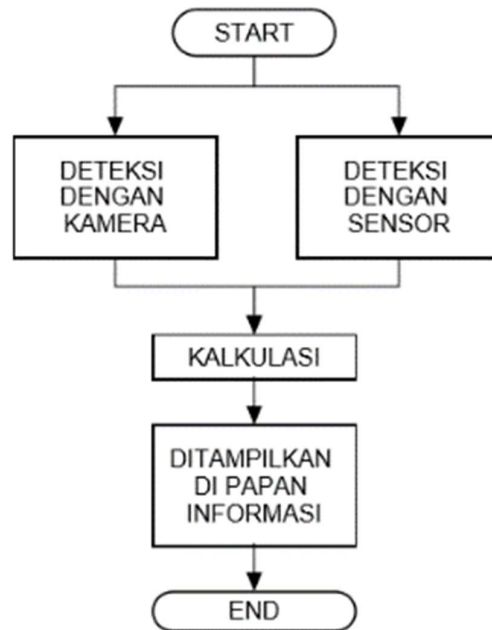 START
DETEKSI
DENGAN
KAMERA
DETEKSI
DENGAN
SENSOR
KALKULASI
DITAMPILKAN
DI PAPAN
INFORMASI
END